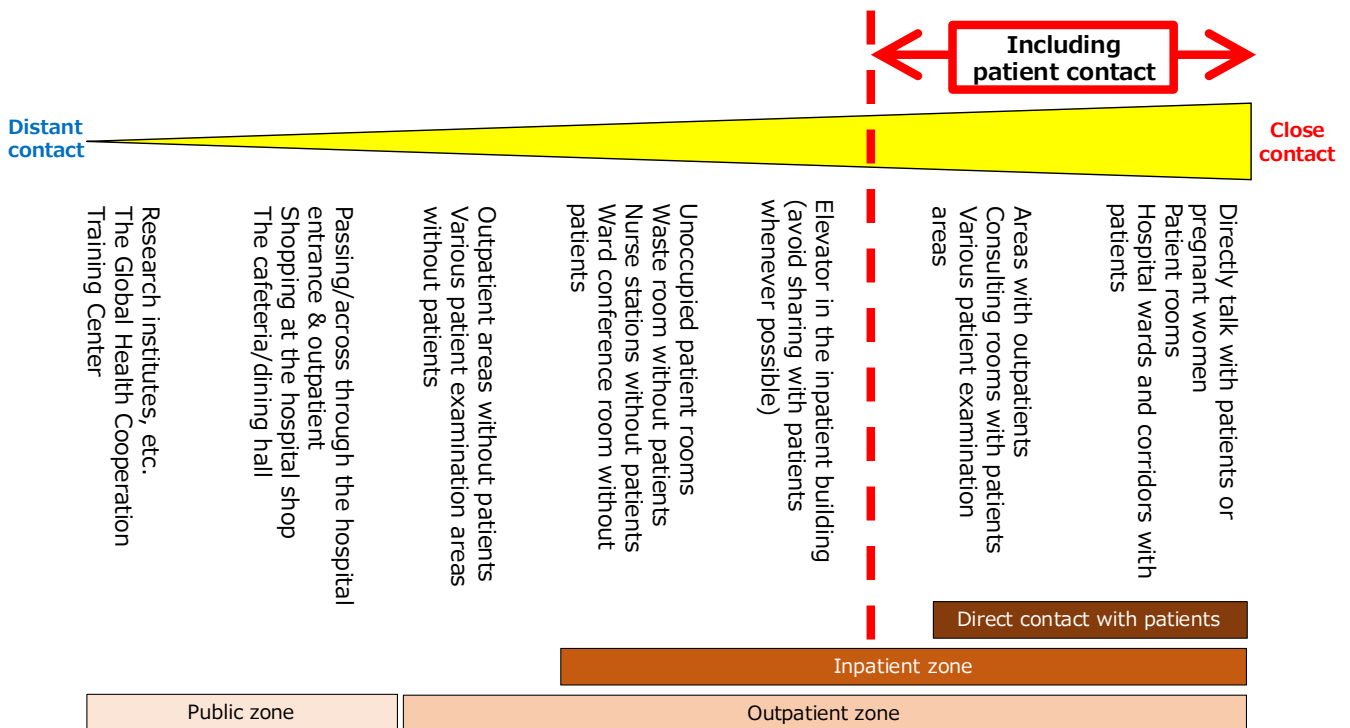 Including
patient contact
Distant
contact
Close
contact
Research institutes, etc.
The Global Health Cooperation
Training Center
Passing/across through the hospital
entrance & outpatient
Shopping at the hospital shop
The cafeteria/dining hall
Outpatient areas without patients
Various patient examination areas
without patients
Unoccupied patient rooms
Waste room without patients
Nurse stations without patients
Ward conference room without
patients
Elevator in the inpatient building
(avoid sharing with patients
whenever possible)
Areas with outpatients
Consulting rooms with patients
Various patient examination
areas
Directly talk with patients or
pregnant women
Patient rooms
Hospital wards and corridors with
patients
Direct contact with patients
Inpatient zone
Public zone
Outpatient zone